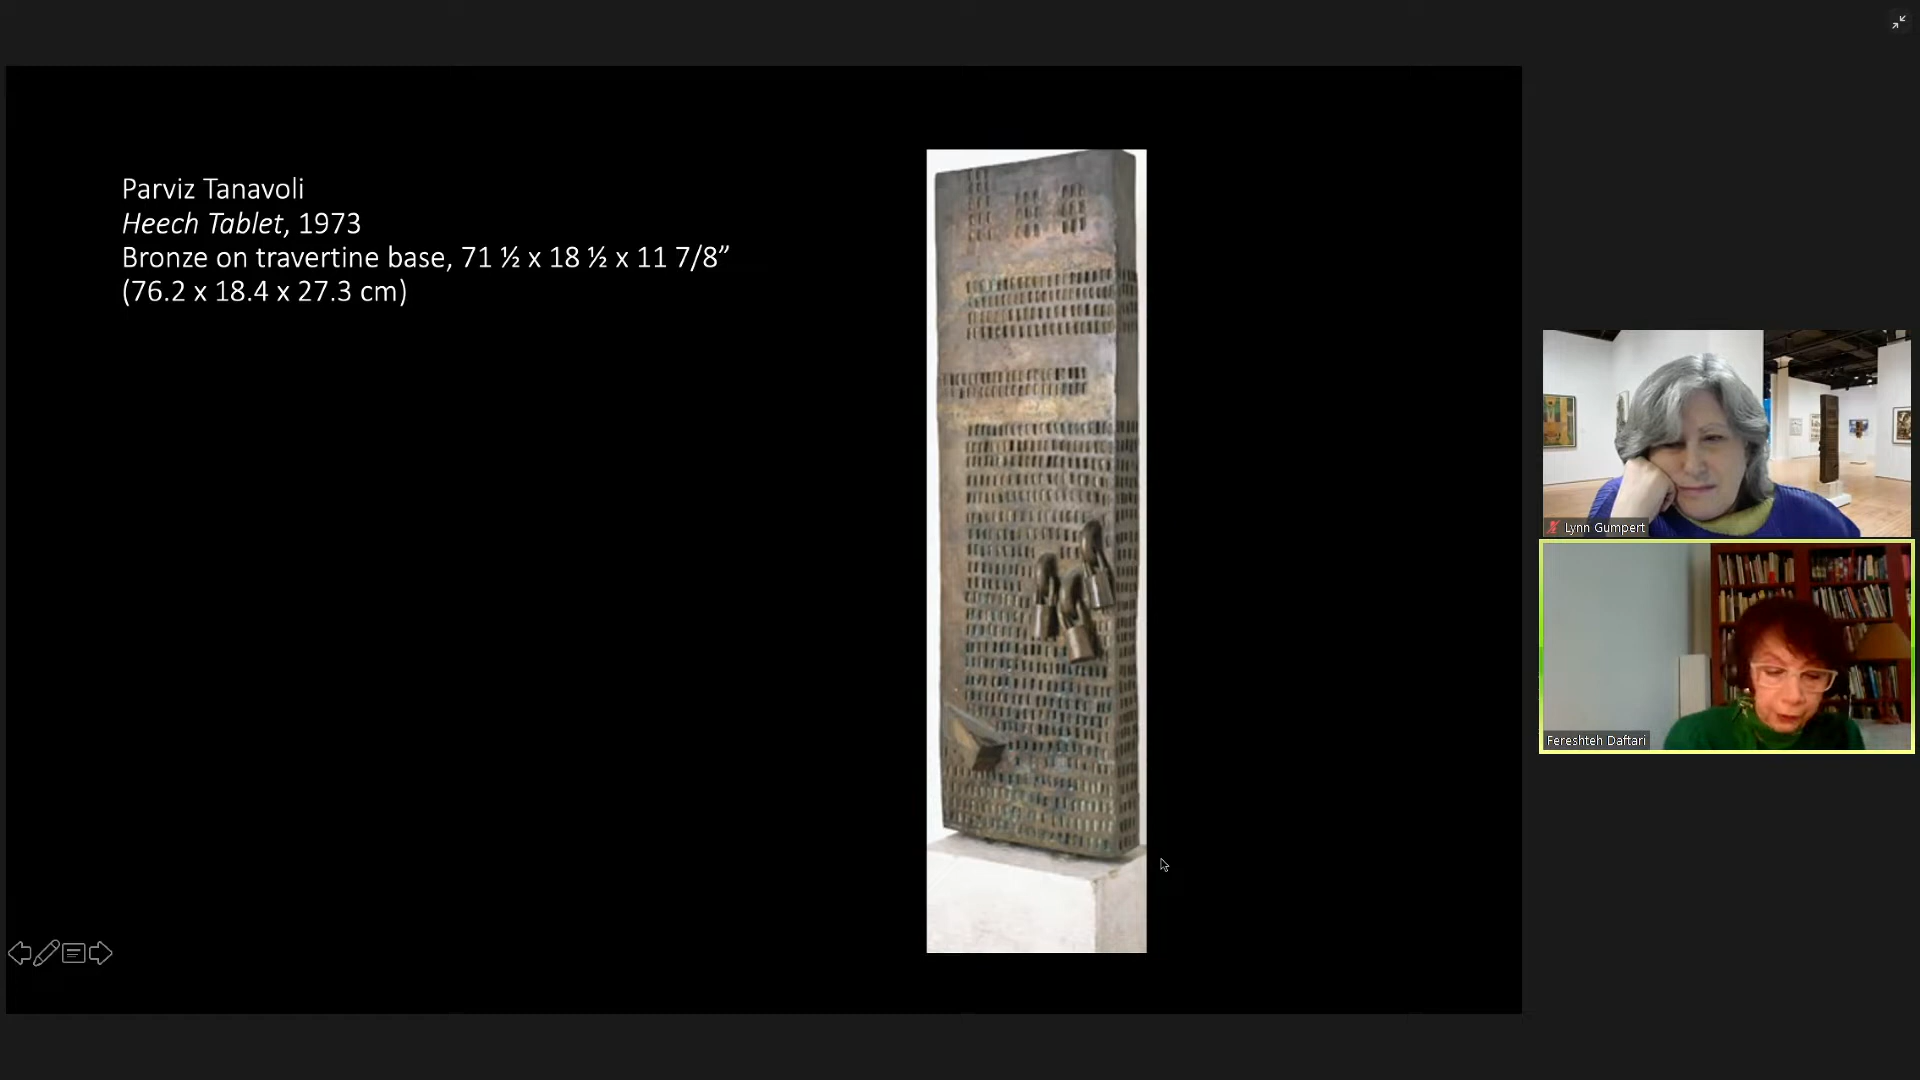 Parviz Tanavoli
Heech Tablet, 1973
Bronze on travertine base, 71 ½ x 18 ½ x 11 7/8”
(76.2 x 18.4 x 27.3 cm)
Lynn Gumpert
Fereshteh Daftari